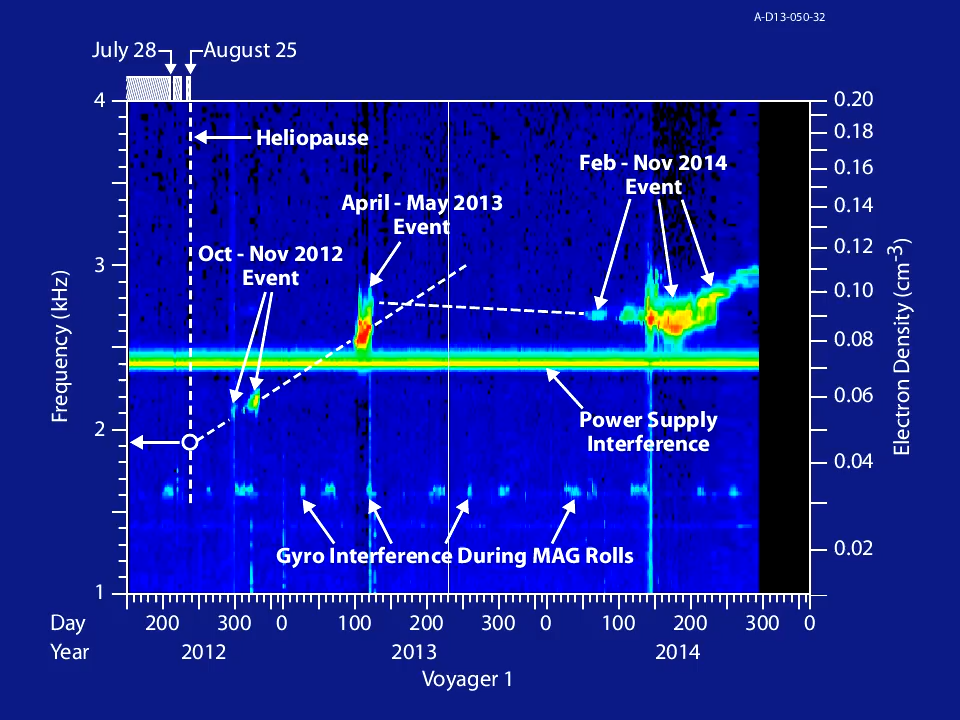 A-D13-050-32
July 28
August 25
4
0.20
Heliopause
0.18
Feb - Nov 2014
Event
0.16
April - May 2013
Event
0.14
Oct - Nov 2012
Event
0.12
3
0.10
Frequency (kHz)
Electron Density (cm-3)
0.08
0.06
Power Supply
Interference
2
0.04
Gyro Interference During MAG Rolls
0.02
1
Day 200 300 0 100 200 300 0 100 200 300 0
Year 2012 2013 2014
Voyager 1